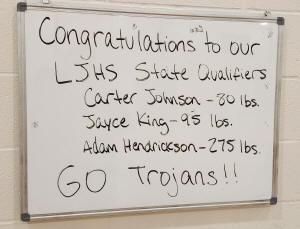 Congratulations to our
LJHS State Qualifiers
Carter Johnson - 80 lbs.
Jayce King - 95 lbs.
Adam Hendrickson - 275 lbs.
GO Trojans!!